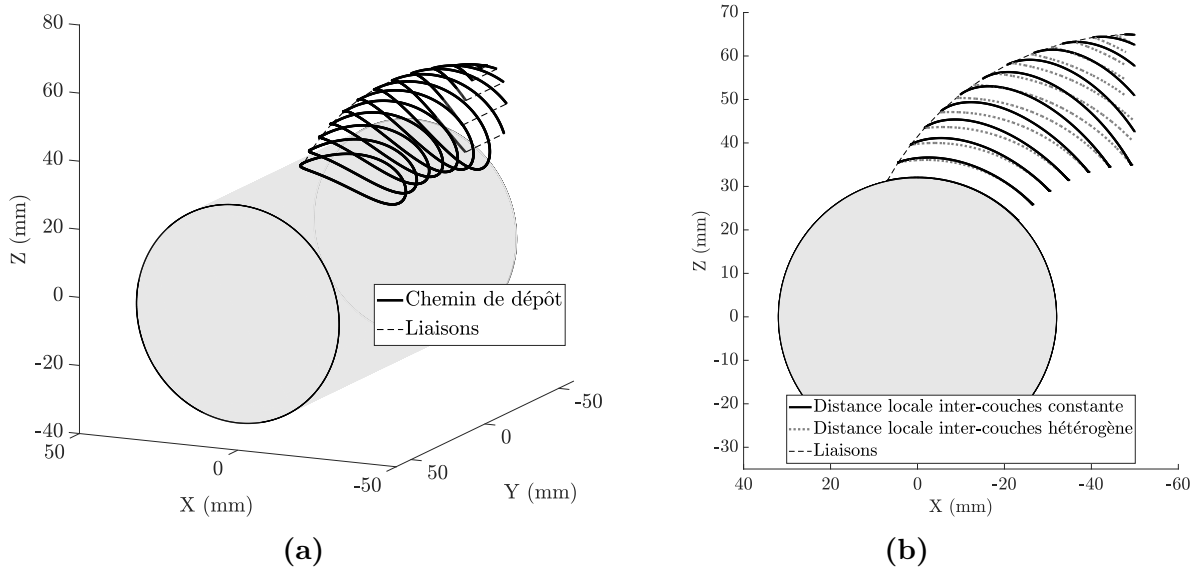 80
60
40
20
0
-20
-40
Z (mm)
50
0
-50
X (mm)
50
0
-50
Y (mm)
Chemin de dépôt
Liaisons
(a)
70
60
50
40
30
20
10
0
-10
-20
-30
Z (mm)
40
20
0
-20
-40
-60
X (mm)
Distance locale inter-couches constante
Distance locale inter-couches hétérogène
Liaisons
(b)